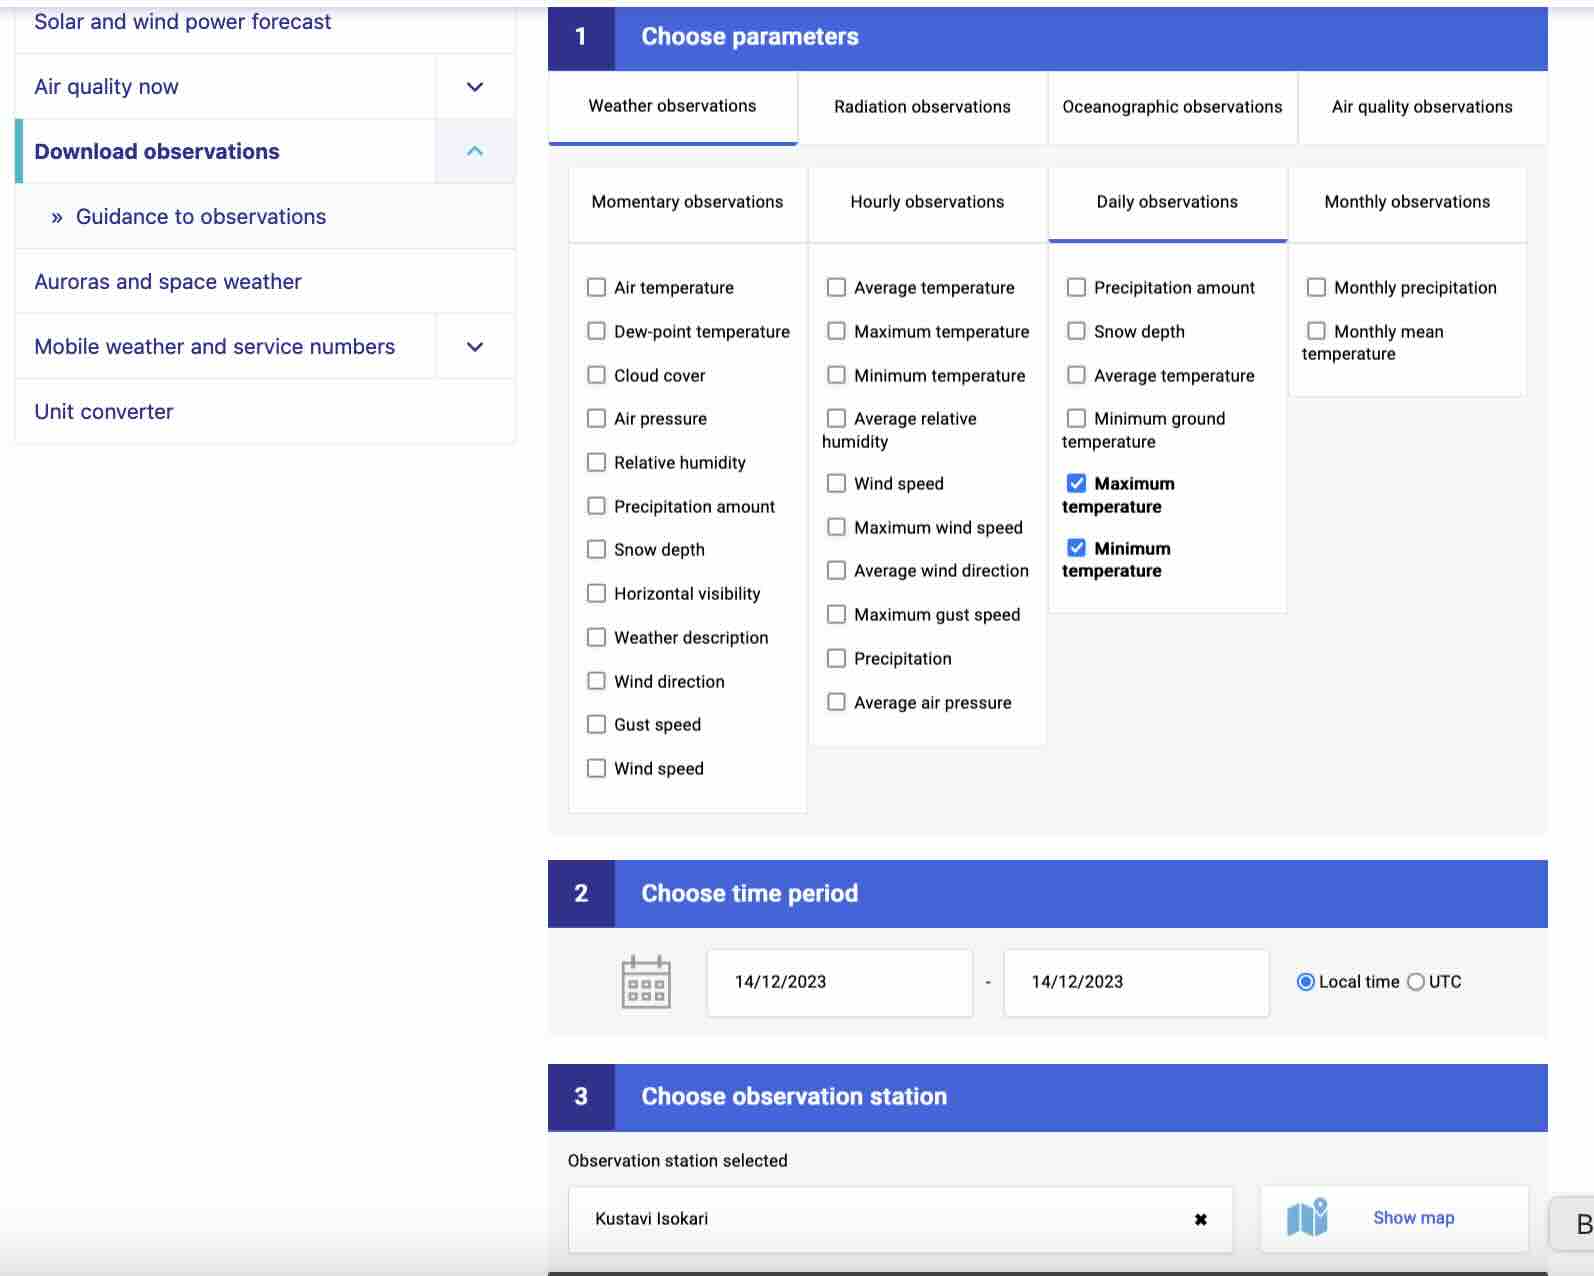 Solar and wind power forecast
Air quality now
Download observations
» Guidance to observations
Auroras and space weather
Mobile weather and service numbers
Unit converter
1 Choose parameters
Weather observations
Radiation observations
Oceanographic observations
Air quality observations
Momentary observations
Hourly observations
Daily observations
Monthly observations
Air temperature
Dew-point temperature
Cloud cover
Air pressure
Relative humidity
Precipitation amount
Snow depth
Horizontal visibility
Weather description
Wind direction
Gust speed
Wind speed
Average temperature
Maximum temperature
Minimum temperature
Average relative
humidity
Wind speed
Maximum wind speed
Average wind direction
Maximum gust speed
Precipitation
Average air pressure
Precipitation amount
Snow depth
Average temperature
Minimum ground
temperature
Maximum
temperature
Minimum
temperature
Monthly precipitation
Monthly mean
temperature
2 Choose time period
14/12/2023 - 14/12/2023 Local time UTC
3 Choose observation station
Observation station selected
Kustavi Isokari
Show map
B